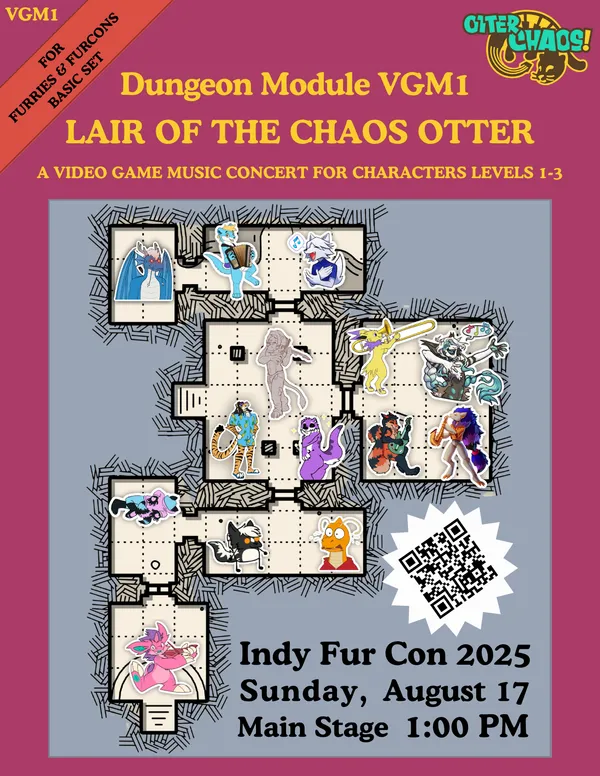 VGM1
FOR
FURRIES & FURCONS
BASIC SET
OTTER
CHAOS!
Dungeon Module VGM1
LAIR OF THE CHAOS OTTER
A VIDEO GAME MUSIC CONCERT FOR CHARACTERS LEVELS 1-3
Indy Fur Con 2025
Sunday, August 17
Main Stage 1:00 PM